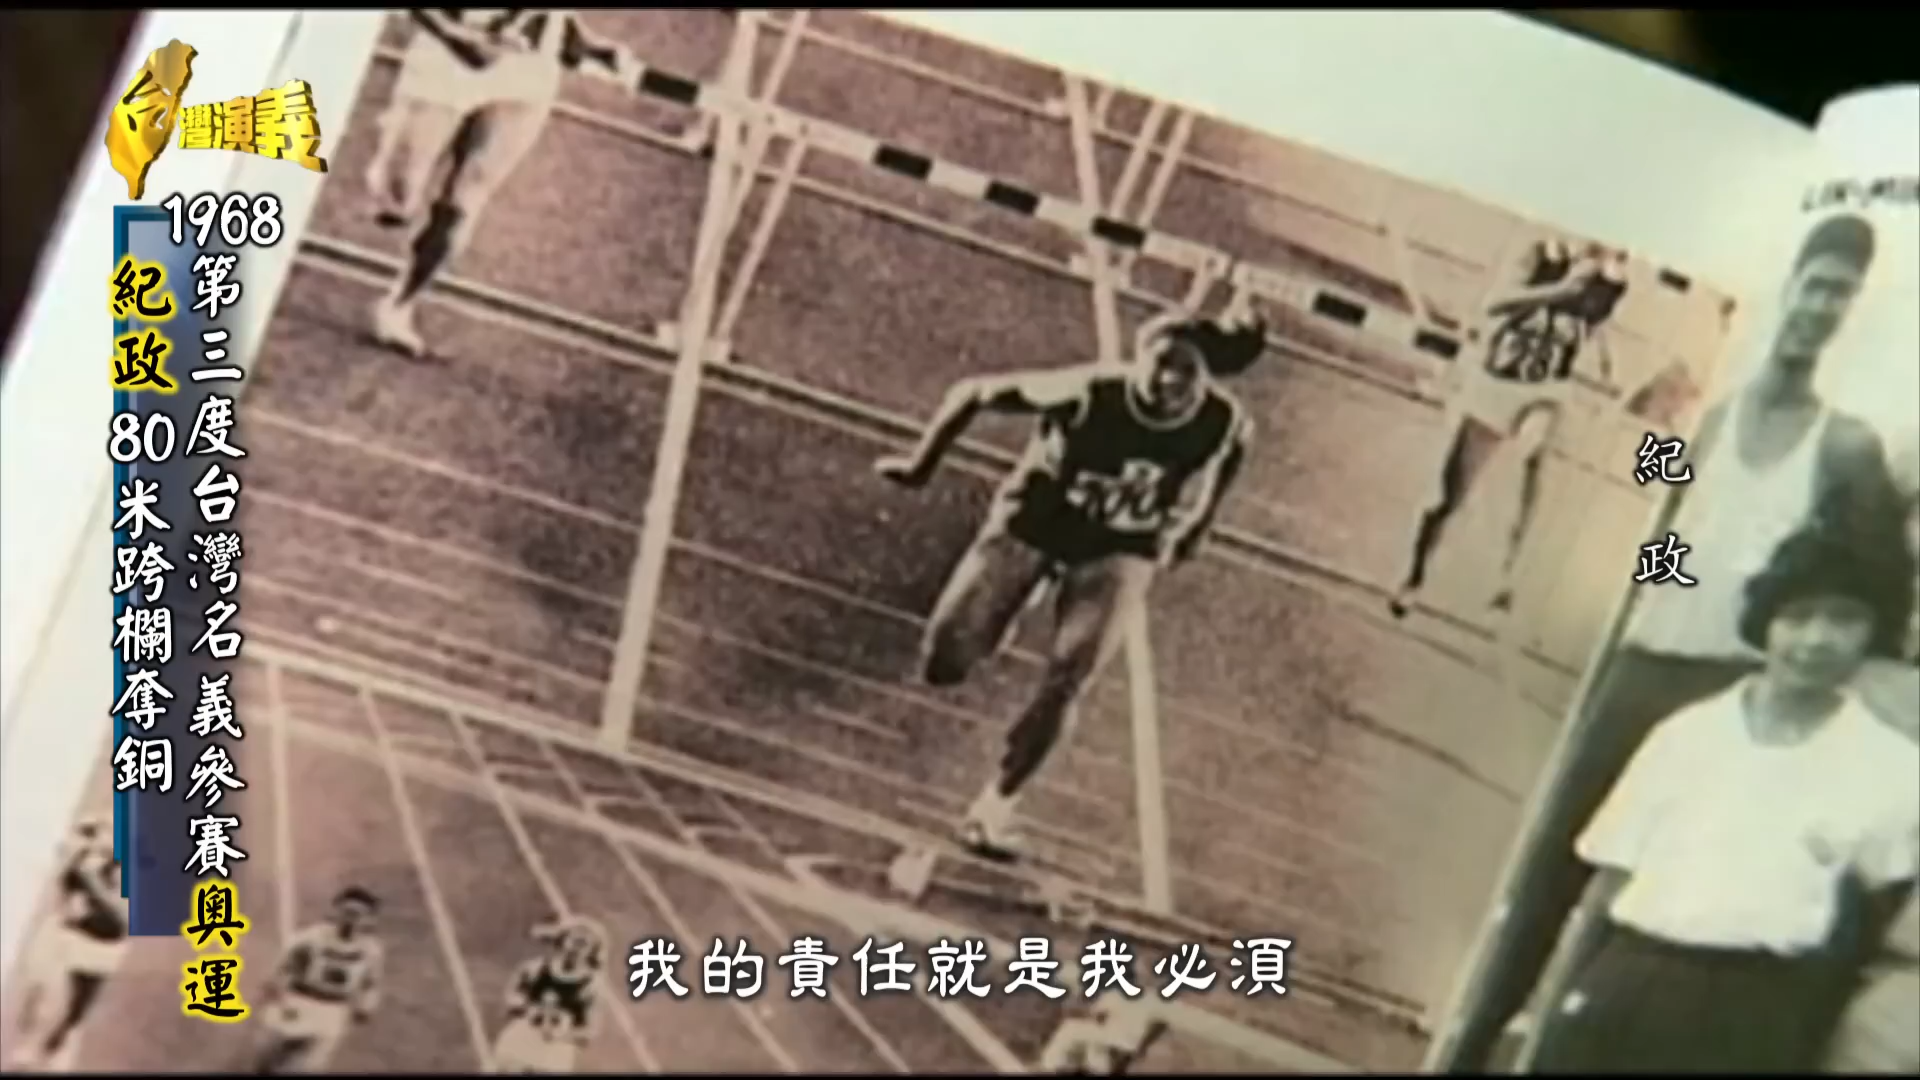 台灣演義
1968第三度台灣名義參賽奧運
紀政 80米跨欄奪銅
紀政
我的責任就是我必須